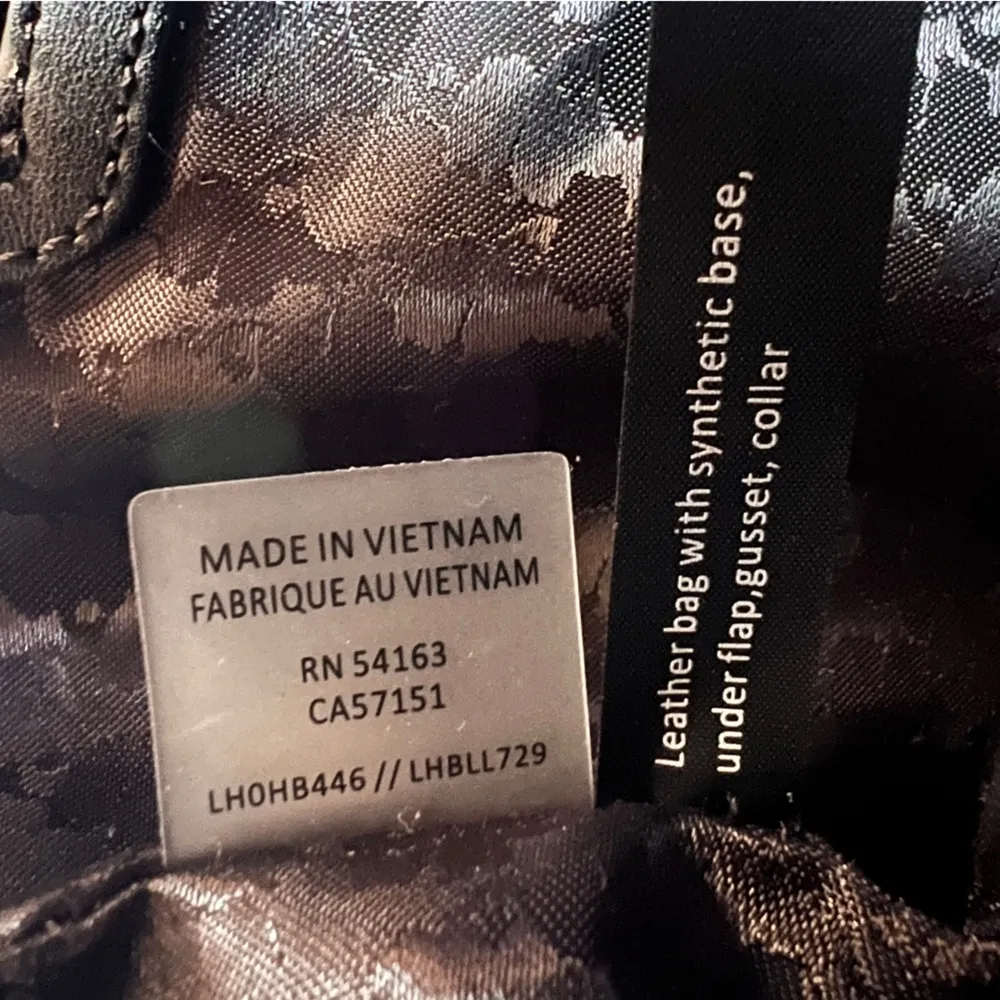 MADE IN VIETNAM
FABRIQUE AU VIETNAM
RN 54163
CA57151
LH0HB446 // LHBLL729
Leather bag with synthetic base,
under flap,gusset, collar